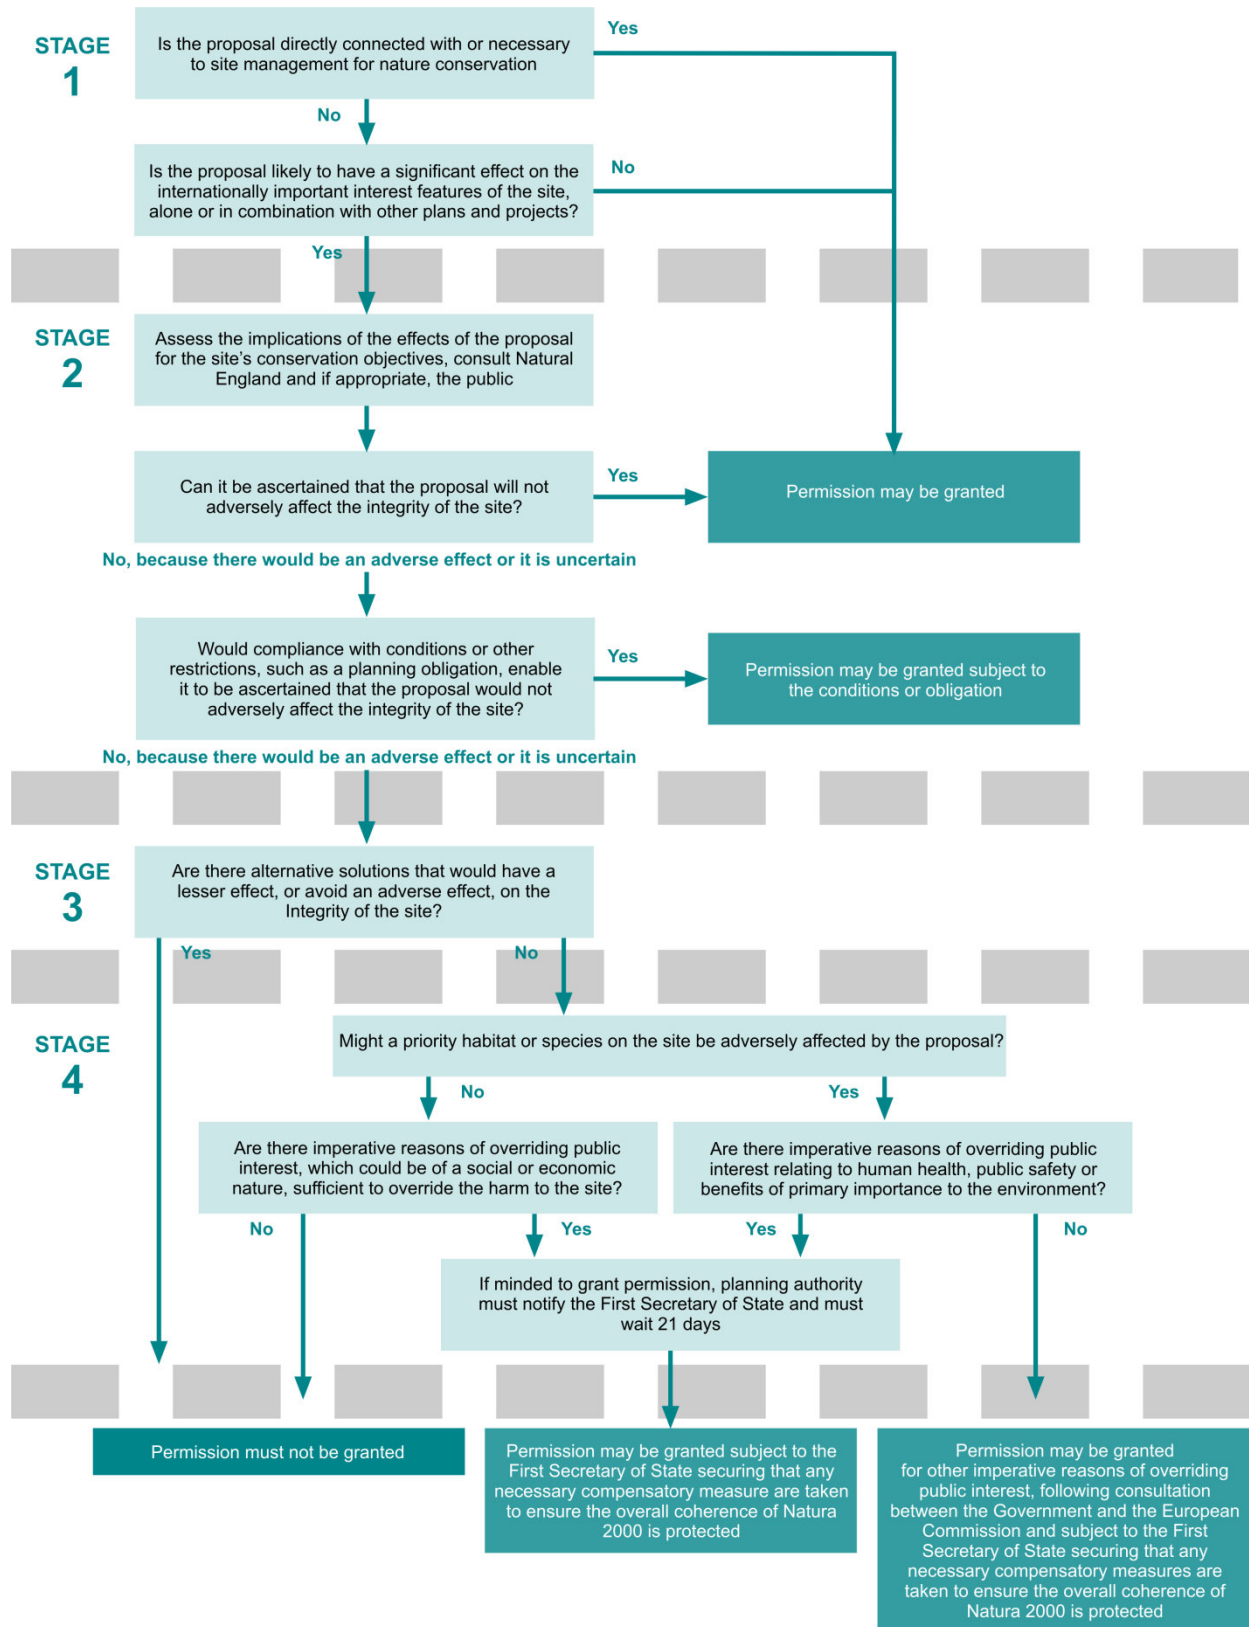 STAGE
1
Is the proposal directly connected with or necessary
to site management for nature conservation
Yes
No
Is the proposal likely to have a significant effect on the
internationally important interest features of the site,
alone or in combination with other plans and projects?
No
Yes
STAGE
2
Assess the implications of the effects of the proposal
for the site’s conservation objectives, consult Natural
England and if appropriate, the public
Can it be ascertained that the proposal will not
adversely affect the integrity of the site?
Yes
Permission may be granted
No, because there would be an adverse effect or it is uncertain
Would compliance with conditions or other
restrictions, such as a planning obligation, enable
it to be ascertained that the proposal would not
adversely affect the integrity of the site?
Yes
Permission may be granted subject to
the conditions or obligation
No, because there would be an adverse effect or it is uncertain
STAGE
3
Are there alternative solutions that would have a
lesser effect, or avoid an adverse effect, on the
Integrity of the site?
Yes
No
STAGE
4
Might a priority habitat or species on the site be adversely affected by the proposal?
No
Yes
Are there imperative reasons of overriding public
interest, which could be of a social or economic
nature, sufficient to override the harm to the site?
Are there imperative reasons of overriding public
interest relating to human health, public safety or
benefits of primary importance to the environment?
No
Yes
Yes
No
If minded to grant permission, planning authority
must notify the First Secretary of State and must
wait 21 days
Permission must not be granted
Permission may be granted subject to the
First Secretary of State securing that any
necessary compensatory measure are taken
to ensure the overall coherence of Natura
2000 is protected
Permission may be granted
for other imperative reasons of overriding
public interest, following consultation
between the Government and the European
Commission and subject to the First
Secretary of State securing that any
necessary compensatory measures are
taken to ensure the overall coherence of
Natura 2000 is protected